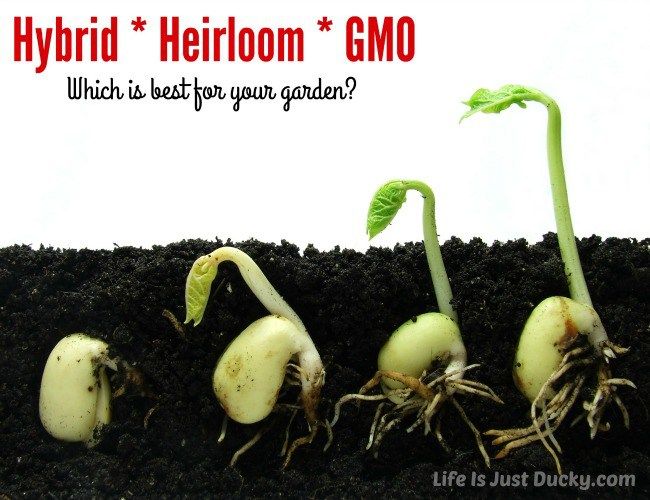 Hybrid * Heirloom * GMO
Which is best for your garden?
Life Is Just Ducky.com